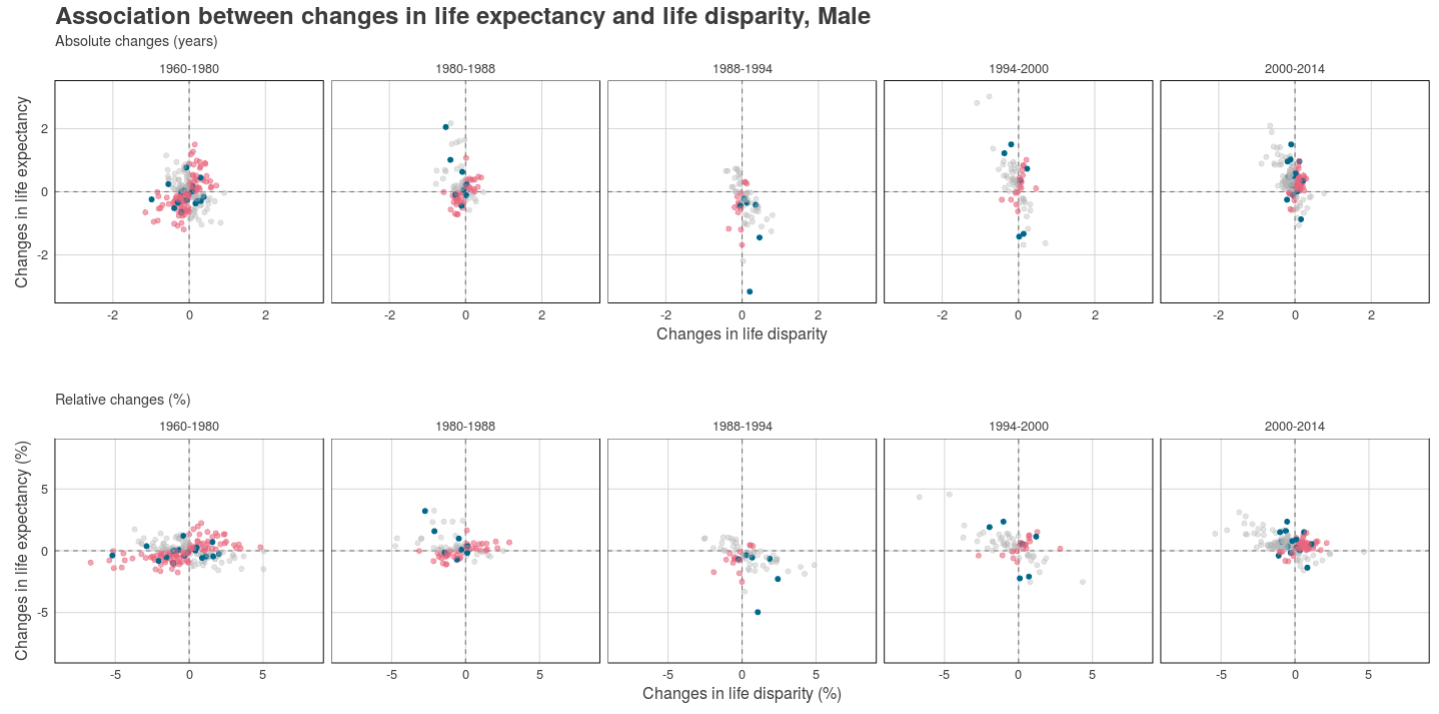 Association between changes in life expectancy and life disparity, Male
Absolute changes (years)
1960-1980 1980-1988 1988-1994 1994-2000 2000-2014
Changes in life expectancy
2
0
-2
-2 0 2 -2 0 2 -2 0 2 -2 0 2 -2 0 2
Changes in life disparity
Relative changes (%)
1960-1980 1980-1988 1988-1994 1994-2000 2000-2014
Changes in life expectancy (%)
5
0
-5
-5 0 5 -5 0 5 -5 0 5 -5 0 5 -5 0 5
Changes in life disparity (%)